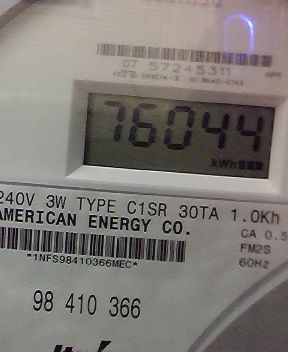 07 57245311
76044
kWh
240V 3W TYPE C1SR 30TA 1.0Kh
AMERICAN ENERGY CO.
CA 0.5
FM2S
60Hz
*1NFS98410366MEC*
98 410 366